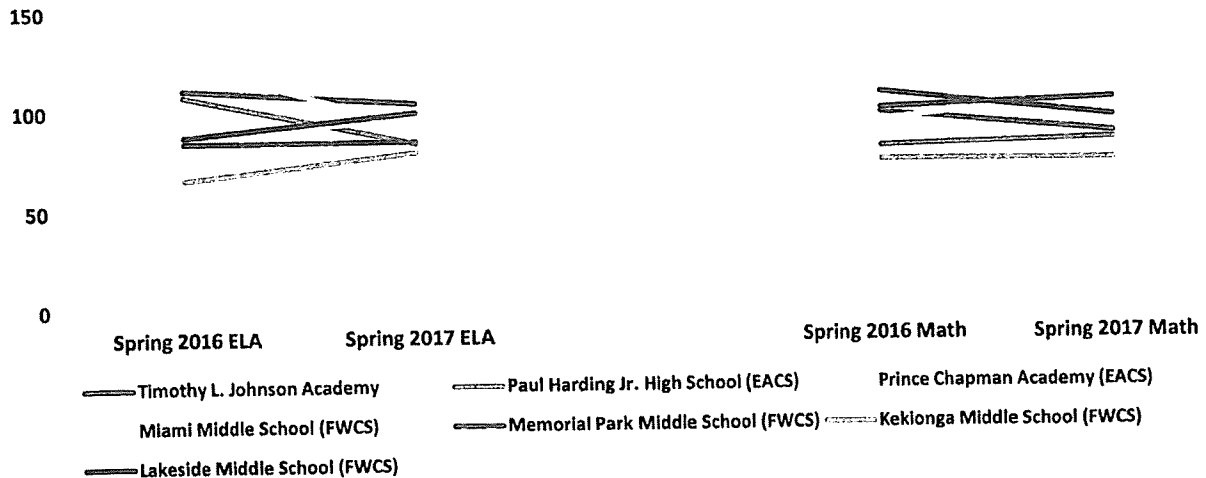 150
100
50
0
Spring 2016 ELA
Spring 2017 ELA
Spring 2016 Math
Spring 2017 Math
Timothy L. Johnson Academy
Paul Harding Jr. High School (EACS)
Prince Chapman Academy (EACS)
Miami Middle School (FWCS)
Memorial Park Middle School (FWCS)
Kekionga Middle School (FWCS)
Lakeside Middle School (FWCS)